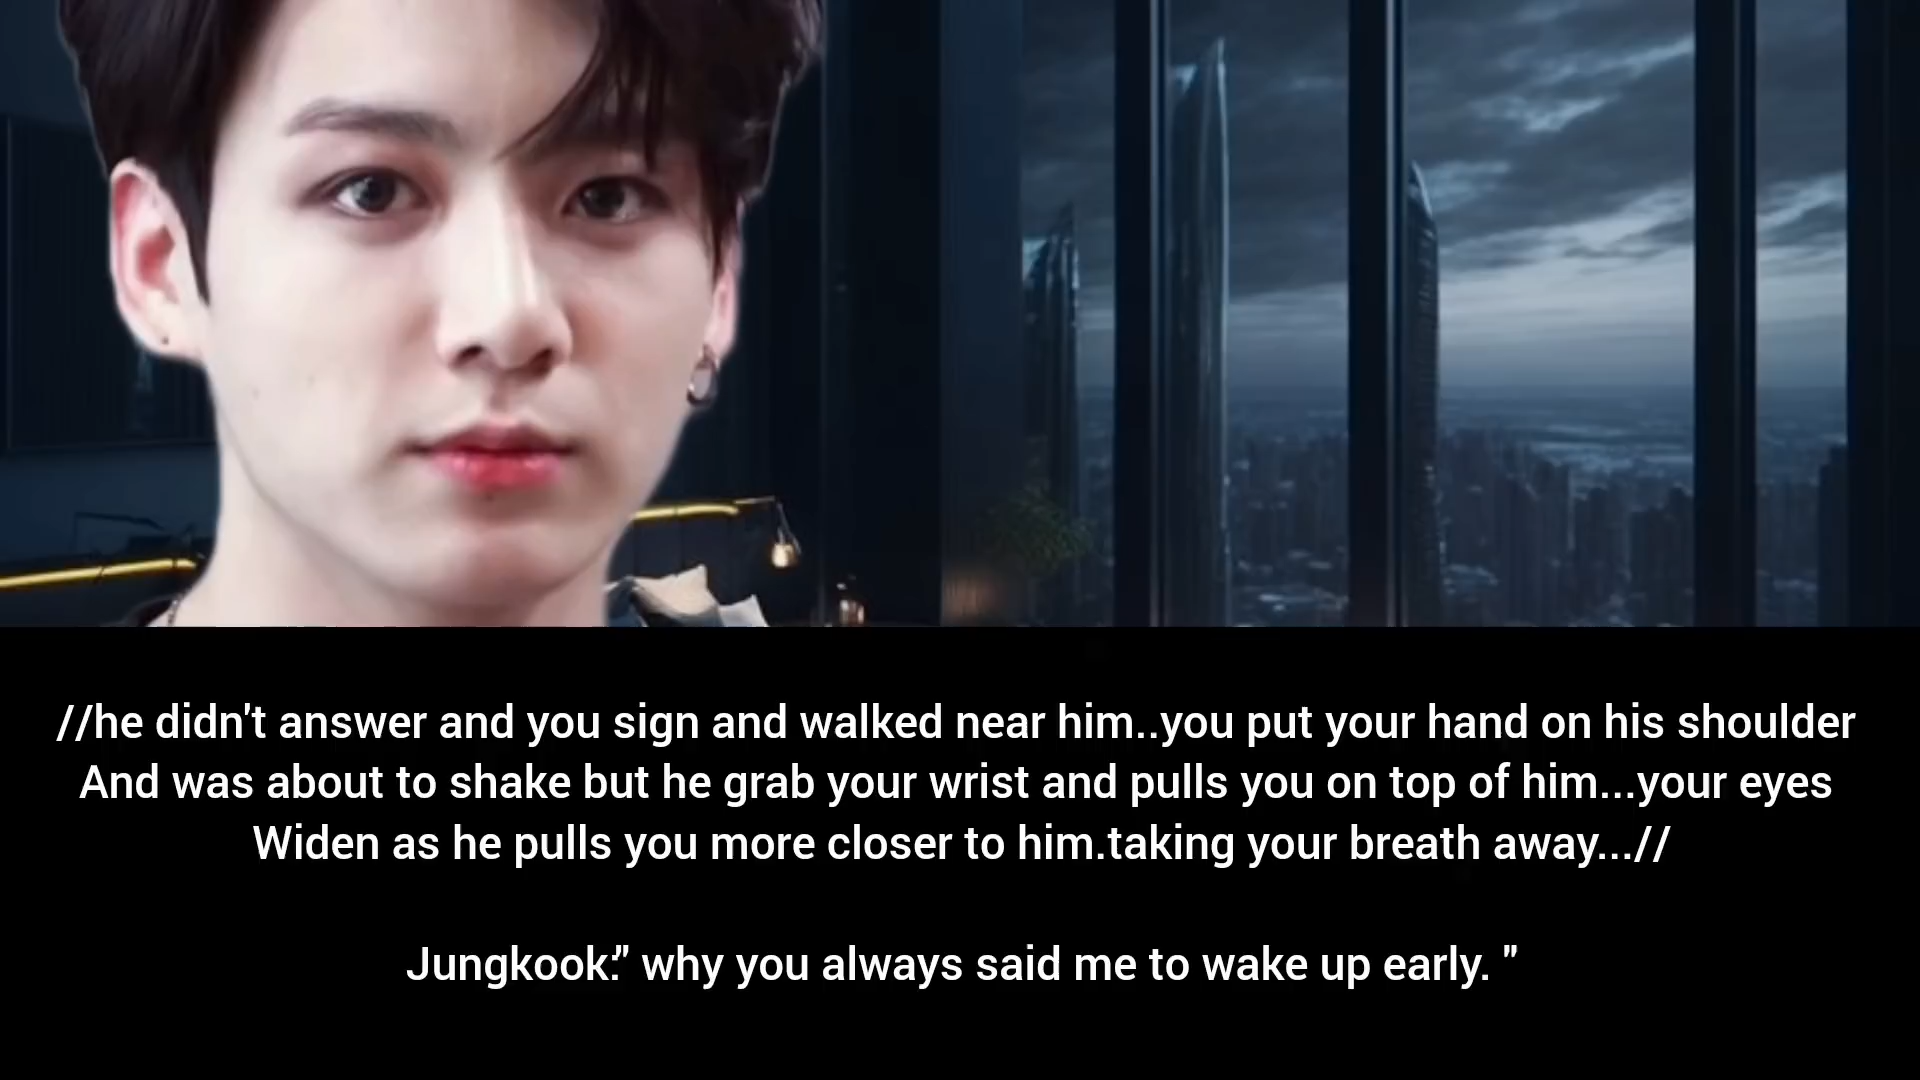 //he didn't answer and you sign and walked near him..you put your hand on his shoulder
And was about to shake but he grab your wrist and pulls you on top of him...your eyes
Widen as he pulls you more closer to him.taking your breath away...//
Jungkook:" why you always said me to wake up early. "